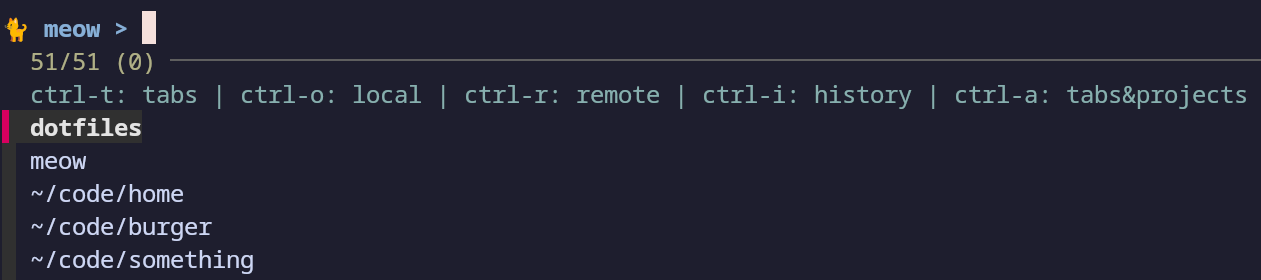 🐈 meow >
51/51 (0)
ctrl-t: tabs | ctrl-o: local | ctrl-r: remote | ctrl-i: history | ctrl-a: tabs&projects
dotfiles
meow
~/code/home
~/code/burger
~/code/something